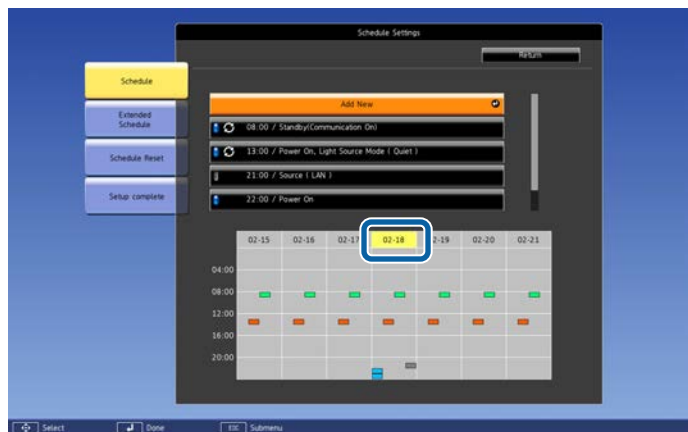 Schedule Settings
Return
Schedule
Extended
Schedule
Schedule Reset
Setup complete
Add New
08:00 / Standby(Communication On)
13:00 / Power On, Light Source Mode ( Quiet )
21:00 / Source ( LAN )
22:00 / Power On
02-15 02-16 02-17 02-18 02-19 02-20 02-21
04:00
08:00
12:00
16:00
20:00
Select Done ESC Submenu